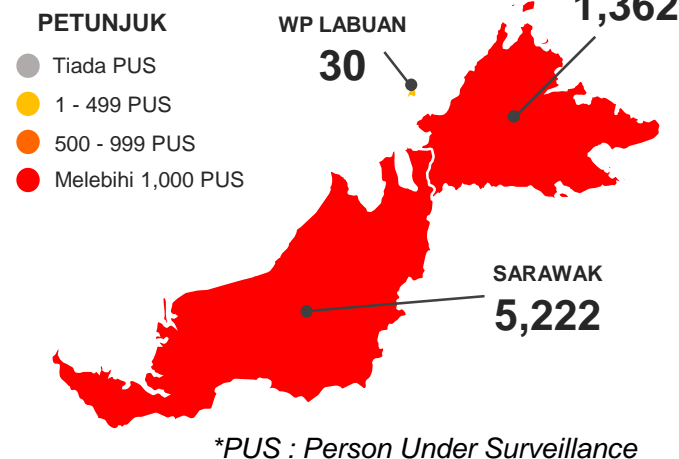 PETUNJUK
Tiada PUS
1 - 499 PUS
500 - 999 PUS
Melebihi 1,000 PUS
WP LABUAN
30
1,362
SARAWAK
5,222
*PUS : Person Under Surveillance